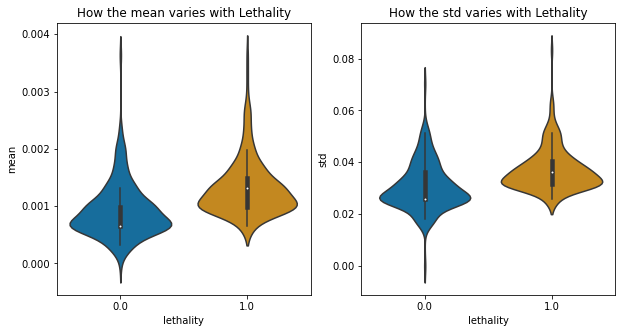 How the mean varies with Lethality
0.004
0.003
0.002
0.001
0.000
mean
0.0
1.0
lethality
How the std varies with Lethality
0.08
0.06
0.04
0.02
0.00
std
0.0
1.0
lethality